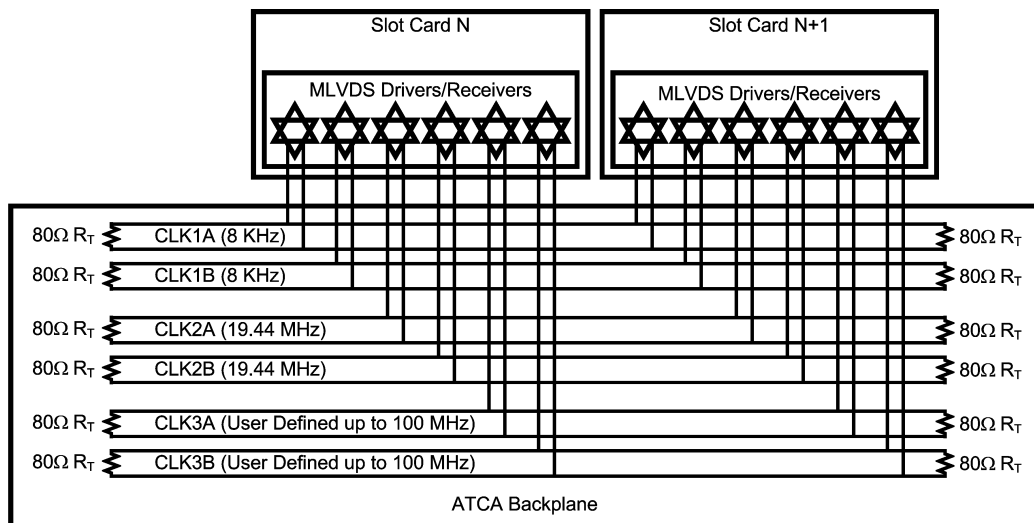 Slot Card N
Slot Card N+1
MLVDS Drivers/Receivers
MLVDS Drivers/Receivers
80Ω RT
CLK1A (8 KHz)
80Ω RT
80Ω RT
CLK1B (8 KHz)
80Ω RT
80Ω RT
CLK2A (19.44 MHz)
80Ω RT
80Ω RT
CLK2B (19.44 MHz)
80Ω RT
80Ω RT
CLK3A (User Defined up to 100 MHz)
80Ω RT
80Ω RT
CLK3B (User Defined up to 100 MHz)
80Ω RT
ATCA Backplane